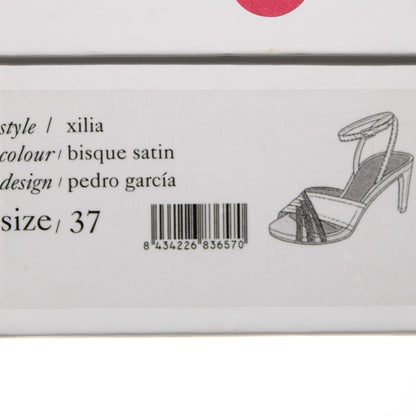 style / xilia
colour / bisque satin
design / pedro garcía
size / 37
8 434226 836570